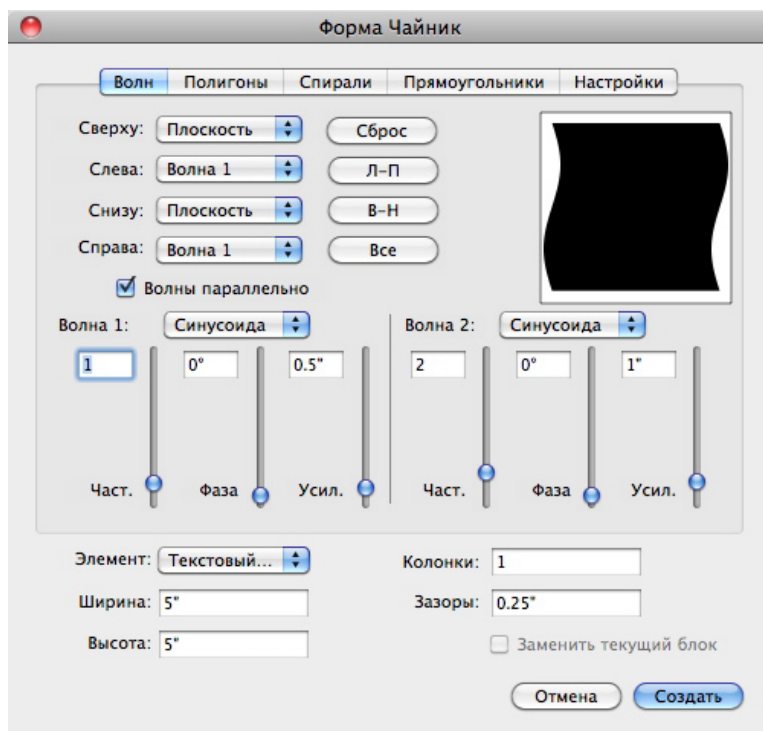 Форма Чайник
Волн Полигоны Спирали Прямоугольники Настройки
Сверху: Плоскость Сброс
Слева: Волна 1 Л-П
Снизу: Плоскость В-Н
Справа: Волна 1 Все
Волны параллельно
Волна 1: Синусоида Волна 2: Синусоида
1 0° 0.5" 2 0° 1"
Част. Фаза Усил. Част. Фаза Усил.
Элемент: Текстовый... Колонки: 1
Ширина: 5" Зазоры: 0.25"
Высота: 5" Заменить текущий блок
Отмена Создать